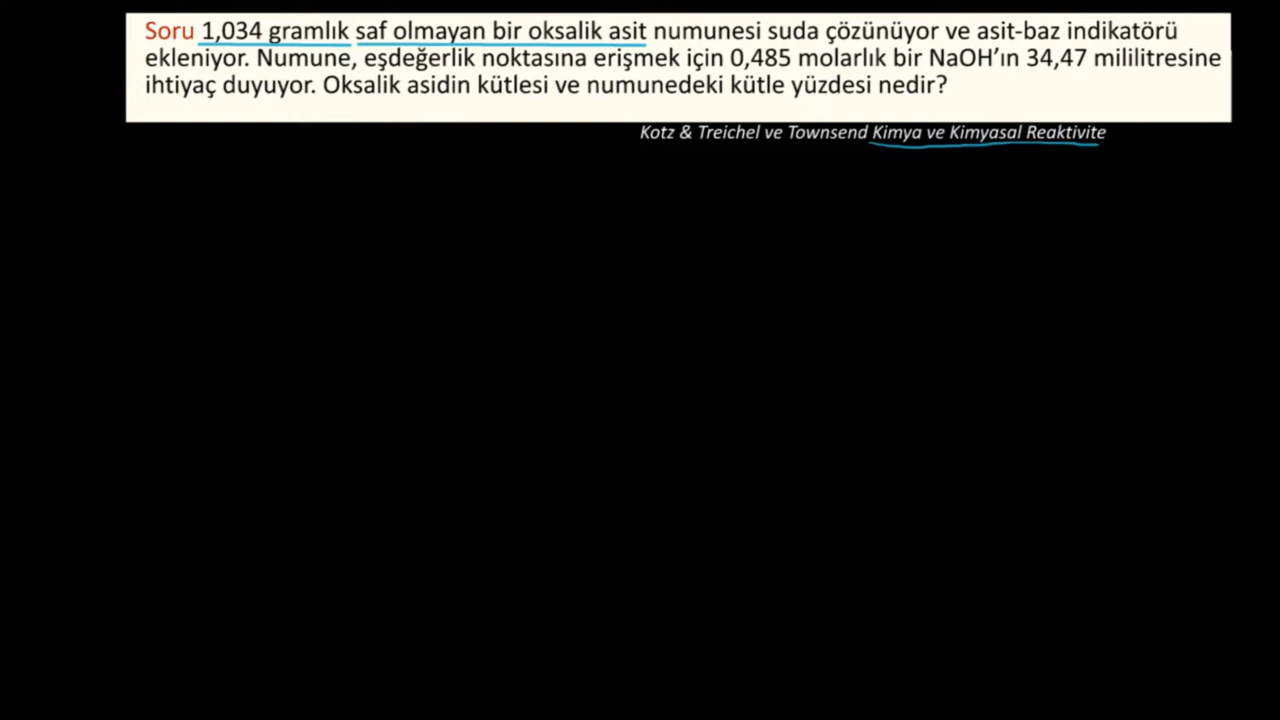 Soru 1,034 gramlık saf olmayan bir oksalik asit numunesi suda çözünüyor ve asit-baz indikatörü
ekleniyor. Numune, eşdeğerlik noktasına erişmek için 0,485 molarlık bir NaOH’ın 34,47 mililitresine
ihtiyaç duyuyor. Oksalik asidin kütlesi ve numunedeki kütle yüzdesi nedir?
Kotz & Treichel ve Townsend Kimya ve Kimyasal Reaktivite